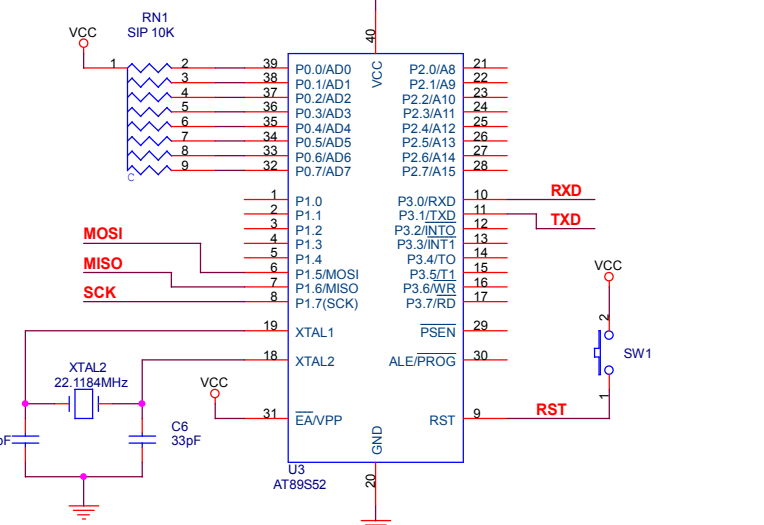 RN1
SIP 10K
VCC
1
2
3
4
5
6
7
8
9
C
40
VCC
39 P0.0/AD0
38 P0.1/AD1
37 P0.2/AD2
36 P0.3/AD3
35 P0.4/AD4
34 P0.5/AD5
33 P0.6/AD6
32 P0.7/AD7
P2.0/A8 21
P2.1/A9 22
P2.2/A10 23
P2.3/A11 24
P2.4/A12 25
P2.5/A13 26
P2.6/A14 27
P2.7/A15 28
1 P1.0
2 P1.1
3 P1.2
4 P1.3
5 P1.4
6 P1.5/MOSI
7 P1.6/MISO
8 P1.7(SCK)
MOSI
MISO
SCK
P3.0/RXD 10
P3.1/TXD 11
P3.2/INTO 12
P3.3/INT1 13
P3.4/TO 14
P3.5/T1 15
P3.6/WR 16
P3.7/RD 17
RXD
TXD
19 XTAL1
18 XTAL2
PSEN 29
ALE/PROG 30
VCC
2
SW1
1
XTAL2
22.1184MHz
VCC
31 EA/VPP
RST 9
RST
pF
C6
33pF
GND
20
U3
AT89S52